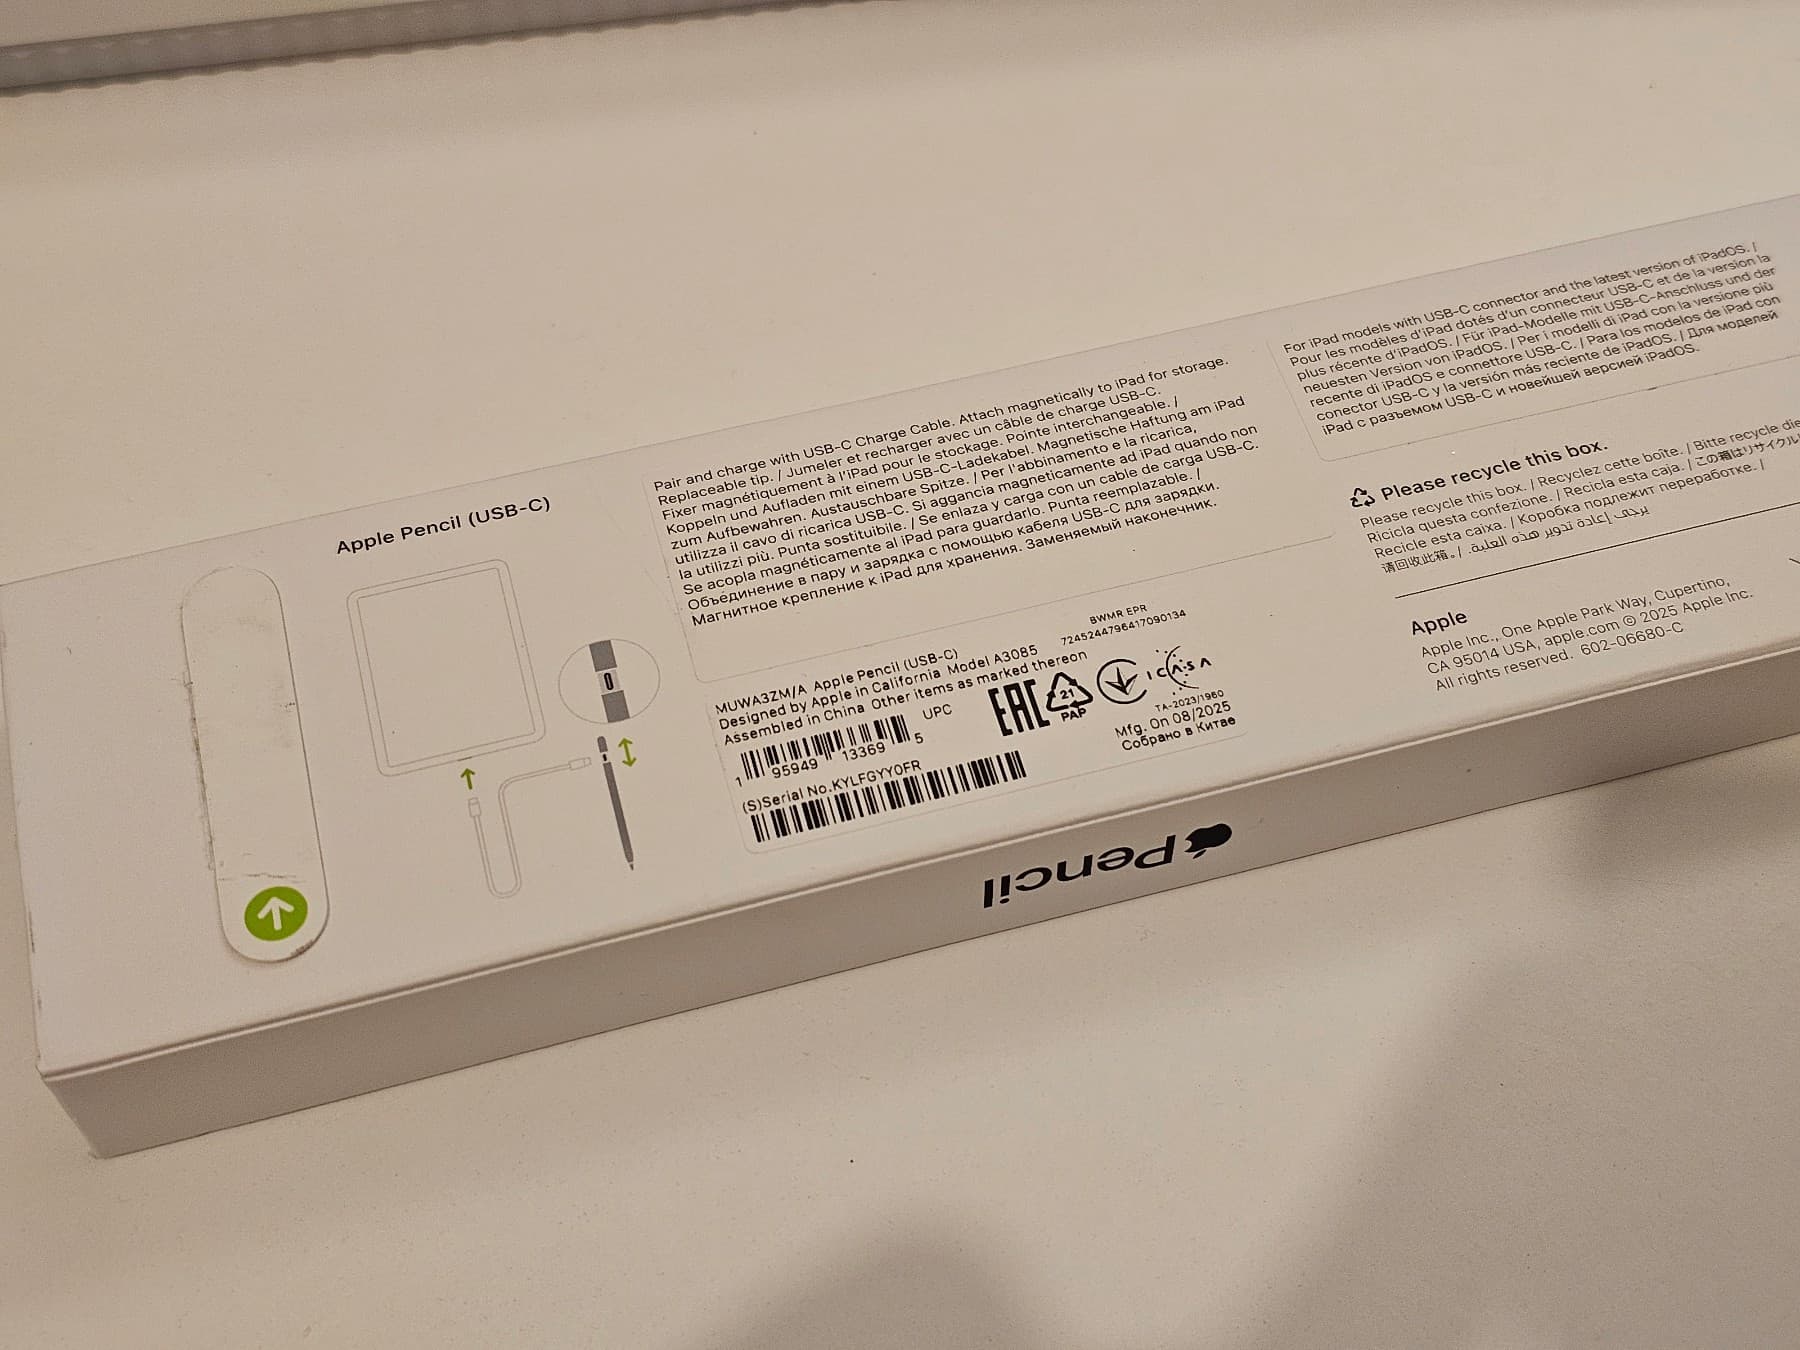 Apple Pencil (USB-C)
Pair and charge with USB-C Charge Cable. Attach magnetically to iPad for storage.
Replaceable tip. / Jumeler et recharger avec un câble de charge USB-C.
Fixer magnétiquement à l'iPad pour le stockage. Pointe interchangeable. /
Koppeln und Aufladen mit einem USB-C-Ladekabel. Magnetische Haftung am iPad
zum Aufbewahren. Austauschbare Spitze. / Per l'abbinamento e la ricarica,
utilizza il cavo di ricarica USB-C. Si aggancia magneticamente ad iPad quando non
la utilizzi più. Punta sostituibile. / Se enlaza y carga con un cable de carga USB-C.
Se acopla magnéticamente al iPad para guardarlo. Punta reemplazable. /
Объединение в пару и зарядка с помощью кабеля USB-C для зарядки.
Магнитное крепление к iPad для хранения. Заменяемый наконечник.
MUWA3ZM/A Apple Pencil (USB-C)
Designed by Apple in California Model A3085
Assembled in China Other items as marked thereon
BWMR EPR
7245244796417090134
UPC
1 95949 13369 5
(S)Serial No.KYLFGYY0FR
EAC
21
PAP
ICASA
TA-2023/1960
Mfg. On 08/2025
Собрано в Китае
For iPad models with USB-C connector and the latest version of iPadOS. /
Pour les modèles d'iPad dotés d'un connecteur USB-C et de la version la
plus récente d'iPadOS. / Für iPad-Modelle mit USB-C-Anschluss und der
neuesten Version von iPadOS. / Per i modelli di iPad con la versione più
recente di iPadOS e connettore USB-C. / Para los modelos de iPad con
conector USB-C y la versión más reciente de iPadOS. / Для моделей
iPad с разъемом USB-C и новейшей версией iPadOS.
Please recycle this box.
Please recycle this box. / Recyclez cette boîte. / Bitte recycle die
Ricicla questa confezione. / Recicla esta caja. / この箱はリサイクル
Recicle esta caixa. / Коробка подлежит переработке. /
请回收此箱。/ .يرجى إعادة تدوير هذه العلبة
Apple
Apple Inc., One Apple Park Way, Cupertino,
CA 95014 USA, apple.com © 2025 Apple Inc.
All rights reserved. 602-06680-C
Pencil